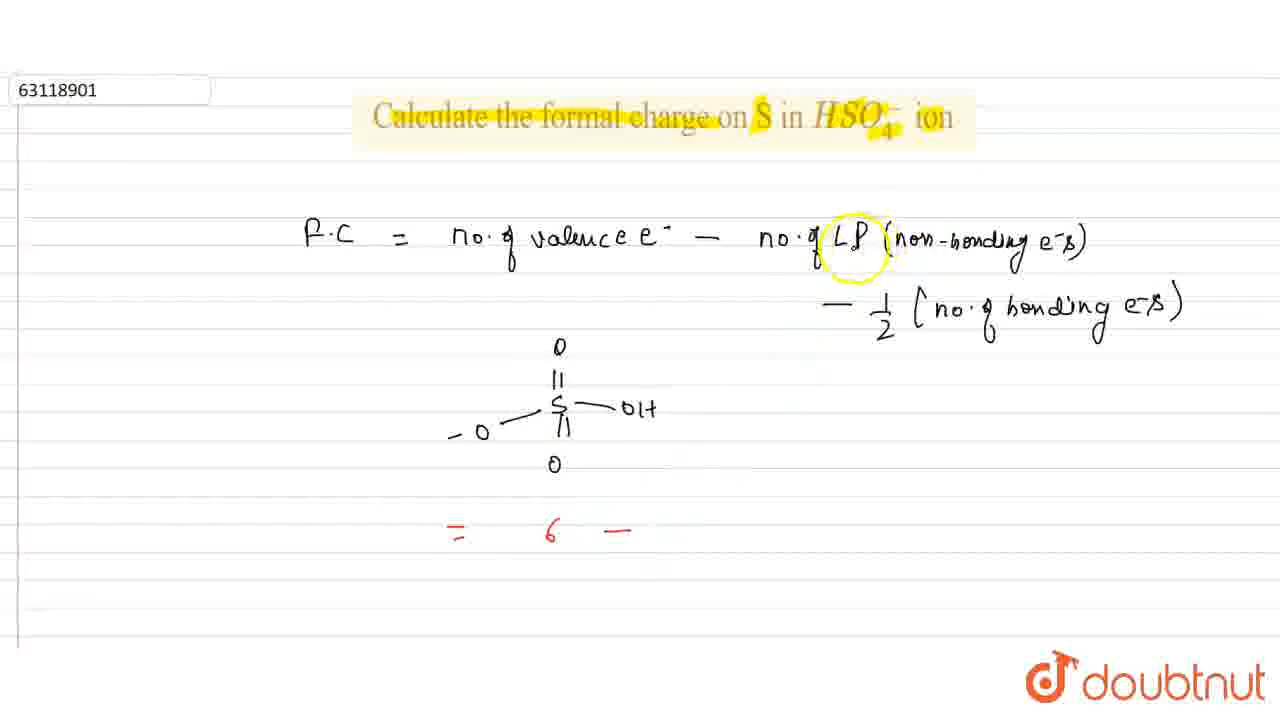 63118901
Calculate the formal charge on S in HSO₄⁻ ion
F.C = no. of valence e⁻ – no. of LP (non-bonding e⁻s)
– 1/2 (no. of bonding e⁻s)
O
||
S – OH
– O
||
O
= 6 –
doubtnut